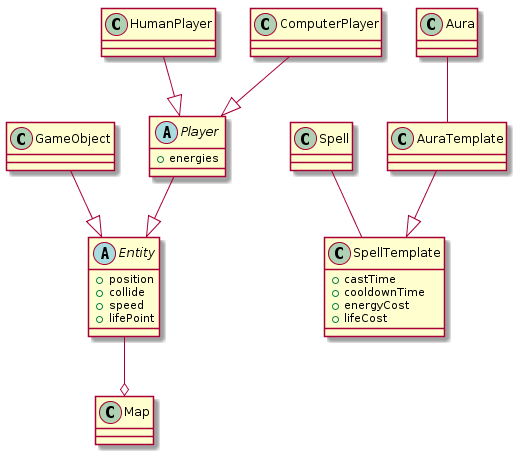 C HumanPlayer
C ComputerPlayer
C Aura
A Player
energies
C GameObject
C Spell
C AuraTemplate
A Entity
position
collide
speed
lifePoint
C SpellTemplate
castTime
cooldownTime
energyCost
lifeCost
C Map